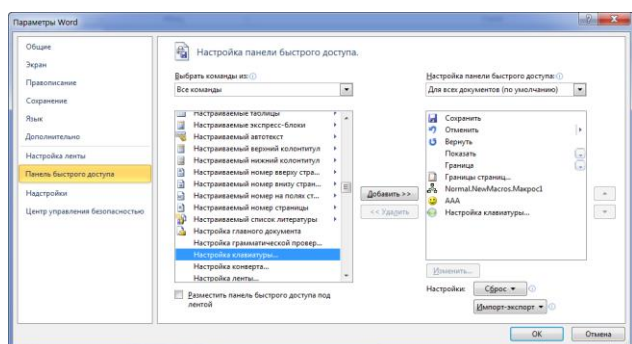 Параметры Word
Общие
Экран
Правописание
Сохранение
Язык
Дополнительно
Настройка ленты
Панель быстрого доступа
Надстройки
Центр управления безопасностью
Настройка панели быстрого доступа.
Выбрать команды из:
Все команды
Настраиваемые таблицы
Настраиваемые экспресс-блоки
Настраиваемый автотекст
Настраиваемый верхний колонтитул
Настраиваемый нижний колонтитул
Настраиваемый номер вверху стра...
Настраиваемый номер внизу стран...
Настраиваемый номер на полях ст...
Настраиваемый номер страницы
Настраиваемый список литературы
Настройка главного документа
Настройка грамматической провер...
Настройка клавиатуры...
Настройка конверта...
Настройка ленты...
Разместить панель быстрого доступа под
лентой
Добавить >>
<< Удалить
Настройка панели быстрого доступа:
Для всех документов (по умолчанию)
Сохранить
Отменить
Вернуть
Показать
Граница
Границы страниц...
Normal.NewMacros.Макрос1
AAA
Настройка клавиатуры...
Изменить...
Настройки: Сброс
Импорт-экспорт
OK Отмена